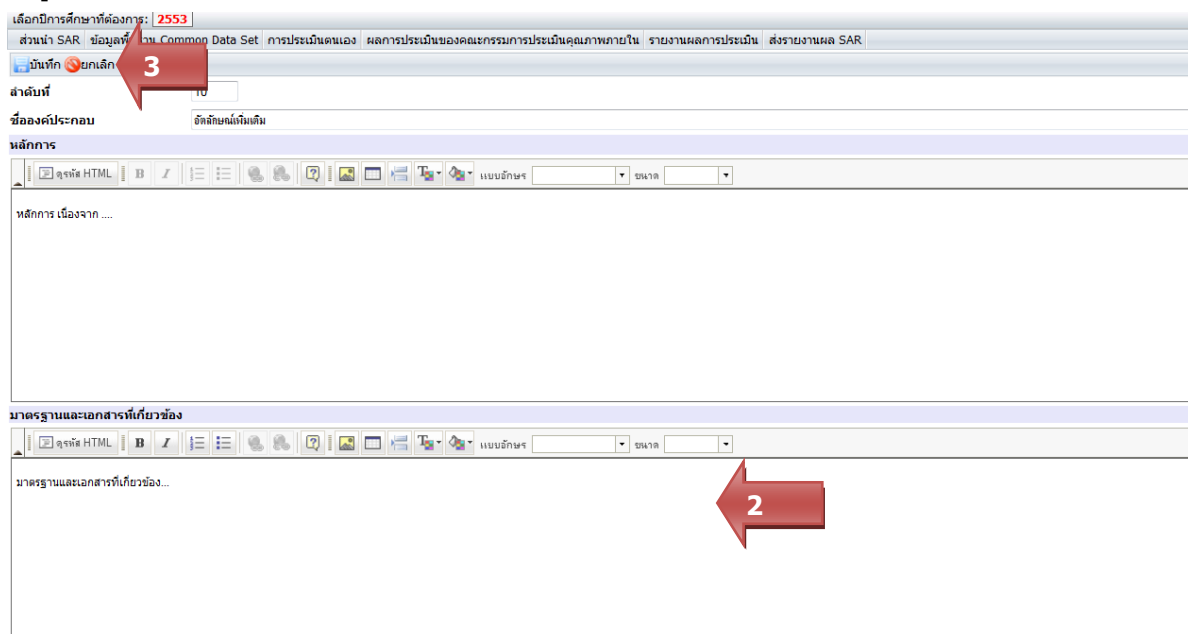 เลือกปีการศึกษาที่ต้องการ: 2553
ส่วนนำ SAR ข้อมูลพื้ าน Common Data Set การประเมินตนเอง ผลการประเมินของคณะกรรมการประเมินคุณภาพภายใน รายงานผลการประเมิน ส่งรายงานผล SAR
บันทึก ยกเลิก 3
ลำดับที่ 10
ชื่อองค์ประกอบ อัตลักษณ์เพิ่มเติม
หลักการ
ดูรหัส HTML B I แบบอักษร ขนาด
หลักการ เนื่องจาก ....
มาตรฐานและเอกสารที่เกี่ยวข้อง
ดูรหัส HTML B I แบบอักษร ขนาด
มาตรฐานและเอกสารที่เกี่ยวข้อง...
2